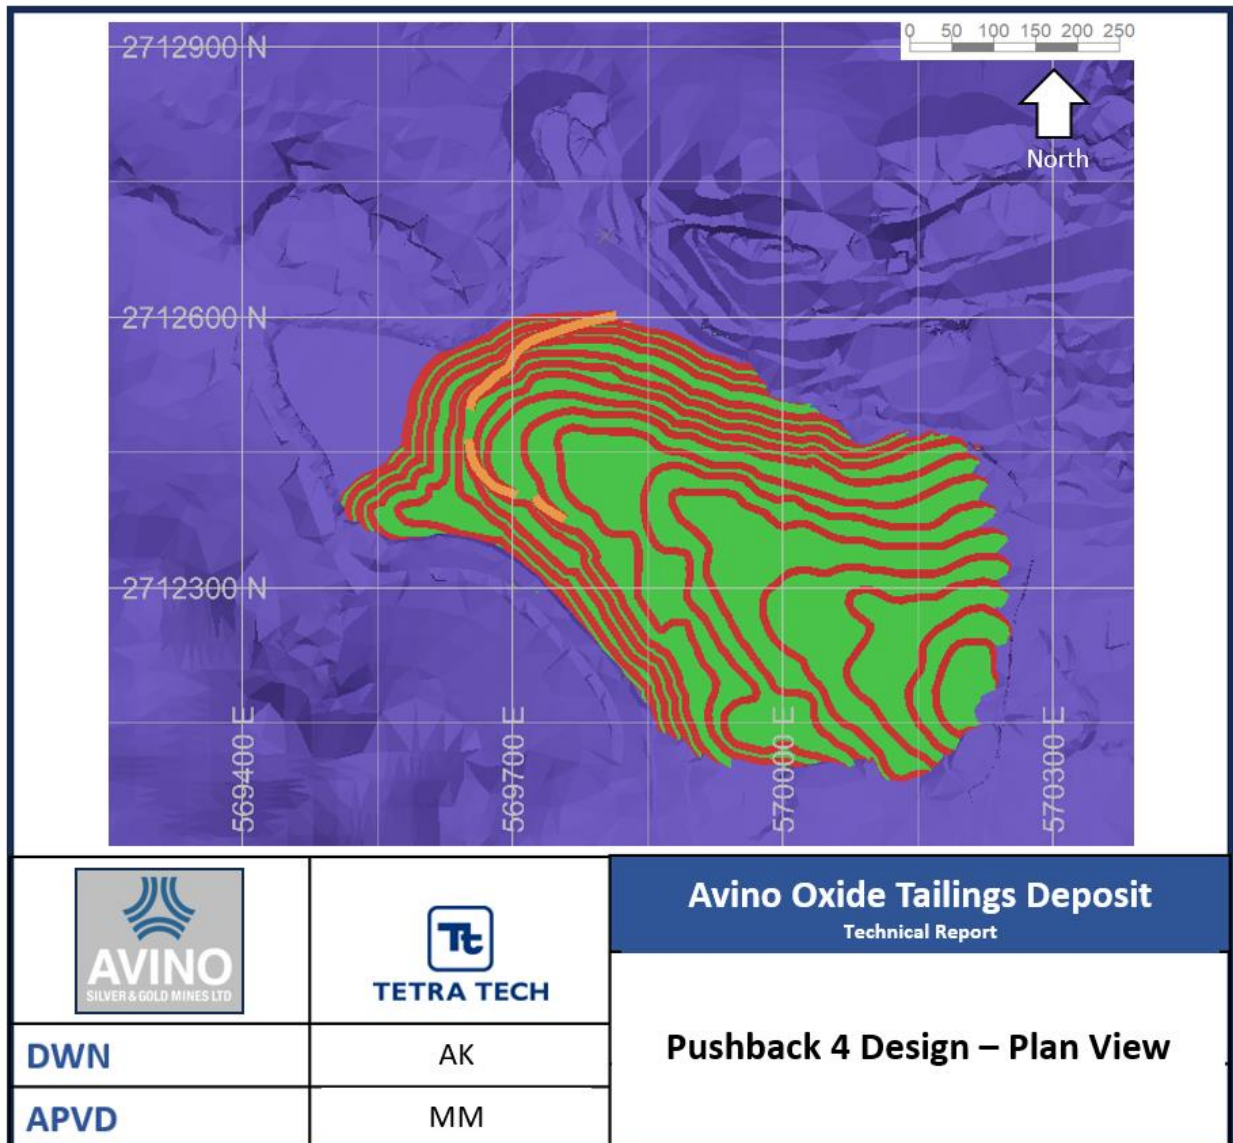 2712900 N
0 50 100 150 200 250
North
2712600 N
2712300 N
569400 E
569700 E
570000 E
570300 E
AVINO
SILVER & GOLD MINES LTD
Tt
TETRA TECH
Avino Oxide Tailings Deposit
Technical Report
Pushback 4 Design – Plan View
DWN AK
APVD MM